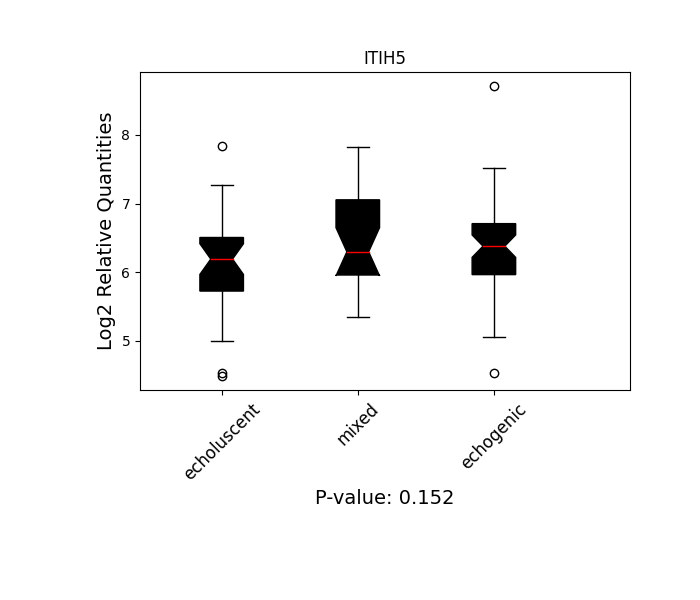 ITIH5
Log2 Relative Quantities
8
7
6
5
echoluscent
mixed
echogenic
P-value: 0.152